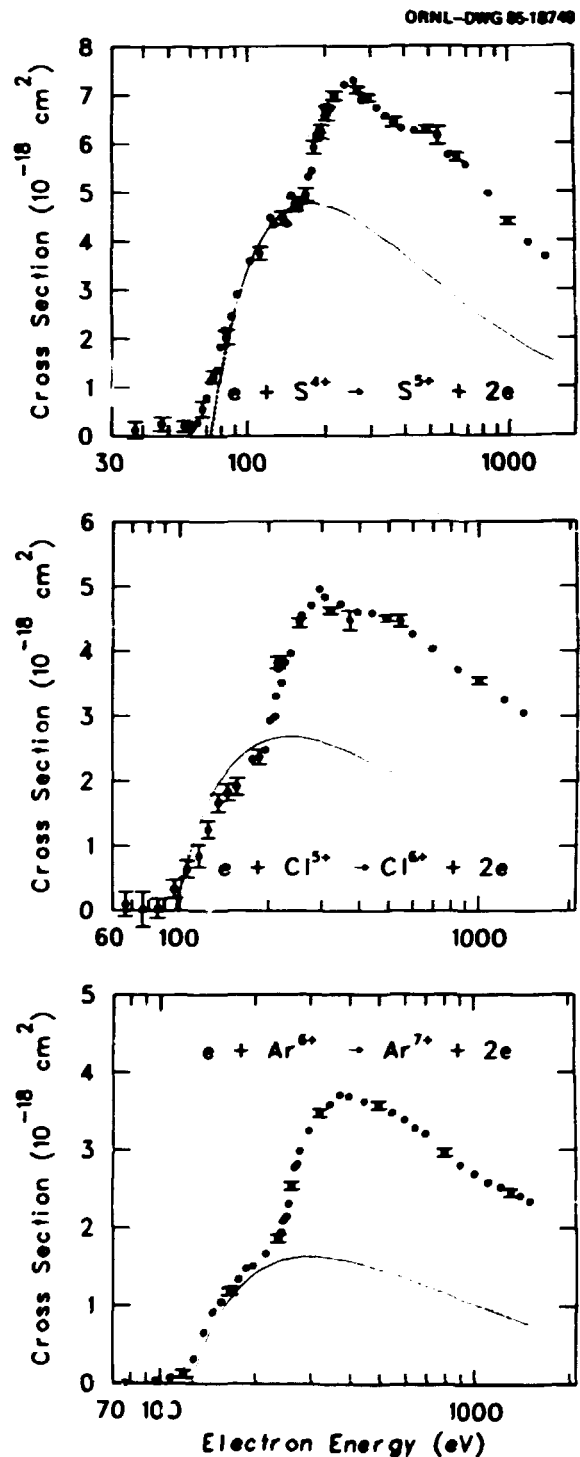 ORNL-DWG 85-18749
Cross Section (10⁻¹⁸ cm²)
8
7
6
5
4
3
2
1
0
e + S⁴⁺ → S⁵⁺ + 2e
30 100 1000
Cross Section (10⁻¹⁸ cm²)
6
5
4
3
2
1
0
e + Cl⁵⁺ → Cl⁶⁺ + 2e
60 100 1000
Cross Section (10⁻¹⁸ cm²)
5
4
3
2
1
0
e + Ar⁶⁺ → Ar⁷⁺ + 2e
70 100 1000
Electron Energy (eV)